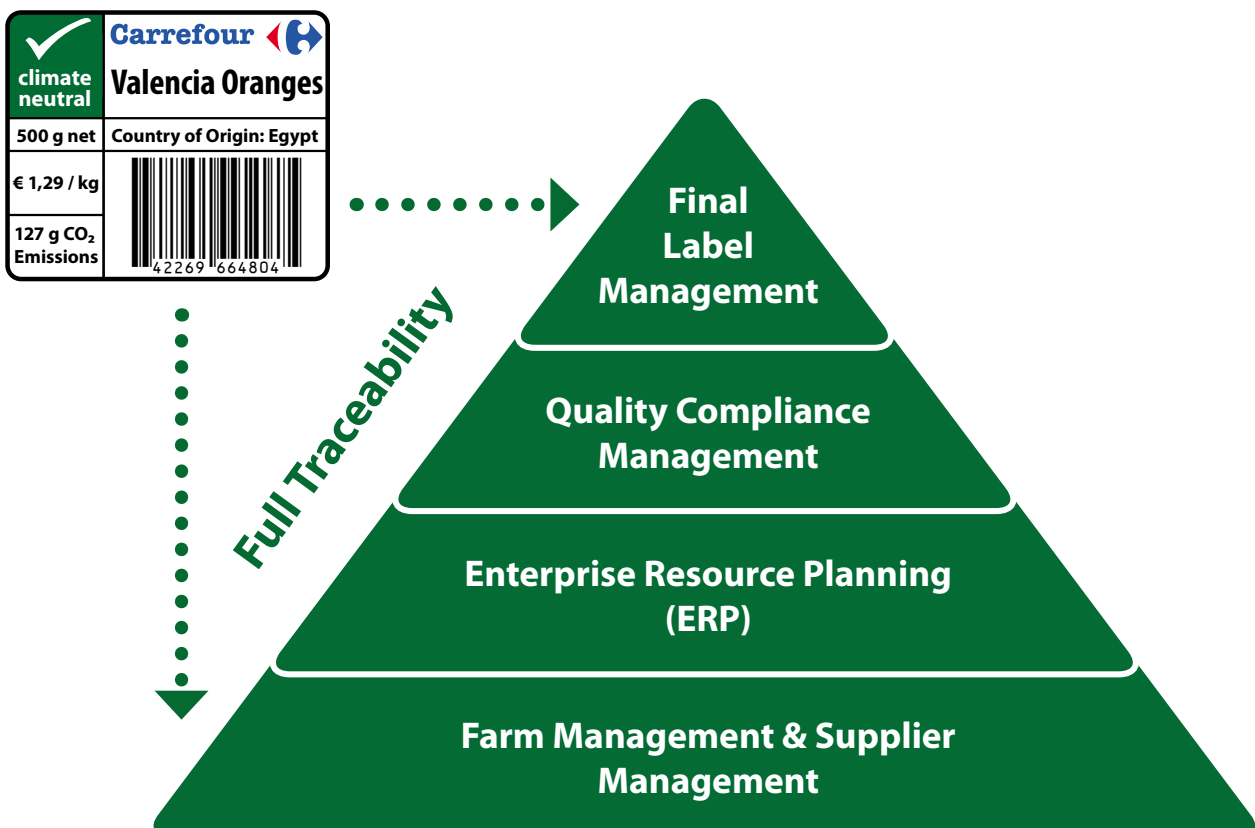 Carrefour
climate
neutral
Valencia Oranges
500 g net
Country of Origin: Egypt
€ 1,29 / kg
127 g CO₂
Emissions
42269 664804
Full Traceability
Final
Label
Management
Quality Compliance
Management
Enterprise Resource Planning
(ERP)
Farm Management & Supplier
Management